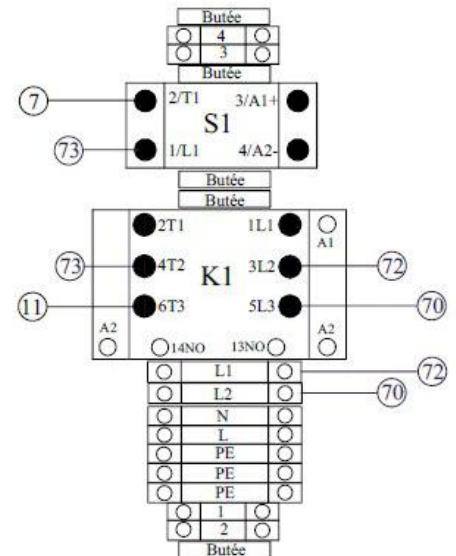 Butée
4
3
Butée
7 2/T1 3/A1+
S1
73 1/L1 4/A2-
Butée
Butée
2T1 1L1
A1
73 4T2 K1 3L2 72
11 6T3 5L3 70
A2 14NO 13NO A2
L1 72
L2 70
N
L
PE
PE
PE
1
2
Butée